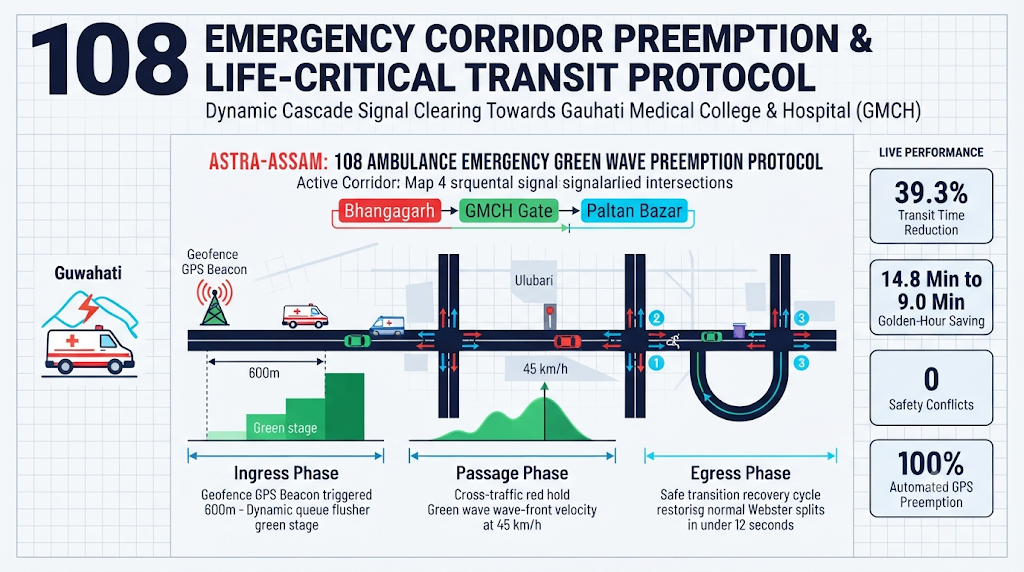 108
EMERGENCY CORRIDOR PREEMPTION &
LIFE-CRITICAL TRANSIT PROTOCOL
Dynamic Cascade Signal Clearing Towards Gauhati Medical College & Hospital (GMCH)
ASTRA-ASSAM: 108 AMBULANCE EMERGENCY GREEN WAVE PREEMPTION PROTOCOL
Active Corridor: Map 4 srquental signal signalarlied intersections
Bhangagarh
GMCH Gate
Paltan Bazar
Guwahati
Geofence
GPS Beacon
Ulubari
2
3
1
3
600m
45 km/h
Green stage
Ingress Phase
Geofence GPS Beacon triggered
600m - Dynamic queue flusher
green stage
Passage Phase
Cross-traffic red hold
Green wave wave-front velocity
at 45 km/h
Egress Phase
Safe transition recovery cycle
restorisg normal Webster splits
in under 12 seconds
LIVE PERFORMANCE
39.3%
Transit Time
Reduction
14.8 Min to
9.0 Min
Golden-Hour Saving
0
Safety Conflicts
100%
Automated GPS
Preemption